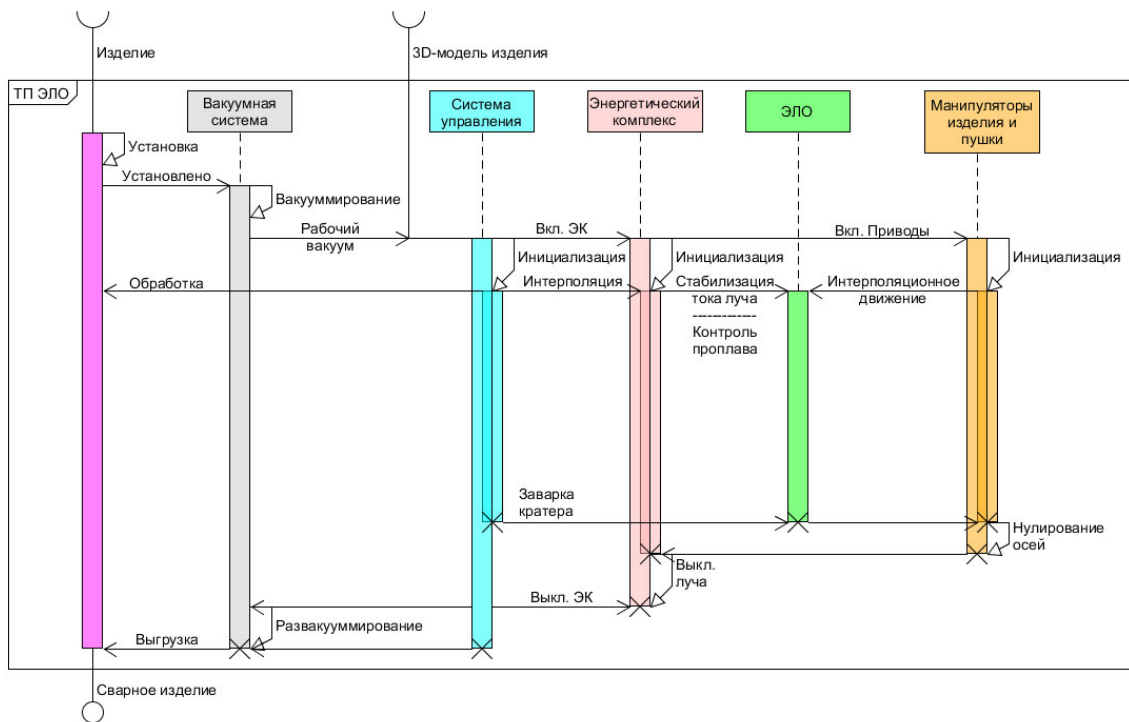 Изделие
3D-модель изделия
ТП ЭЛО
Вакуумная
система
Система
управления
Энергетический
комплекс
ЭЛО
Манипуляторы
изделия и
пушки
Установка
Установлено
Вакууммирование
Рабочий
вакуум
Вкл. ЭК
Вкл. Приводы
Инициализация
Инициализация
Инициализация
Обработка
Интерполяция
Стабилизация
тока луча
-------------
Контроль
проплава
Интерполяционное
движение
Заварка
кратера
Нулирование
осей
Выкл.
луча
Выкл. ЭК
Развакууммирование
Выгрузка
Сварное изделие